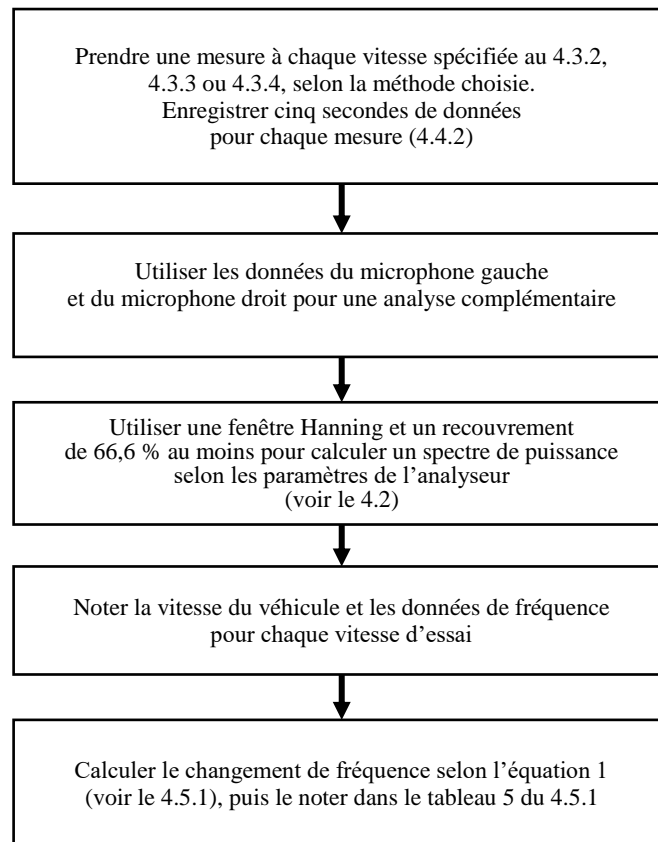 Prendre une mesure à chaque vitesse spécifiée au 4.3.2,
4.3.3 ou 4.3.4, selon la méthode choisie.
Enregistrer cinq secondes de données
pour chaque mesure (4.4.2)
Utiliser les données du microphone gauche
et du microphone droit pour une analyse complémentaire
Utiliser une fenêtre Hanning et un recouvrement
de 66,6 % au moins pour calculer un spectre de puissance
selon les paramètres de l’analyseur
(voir le 4.2)
Noter la vitesse du véhicule et les données de fréquence
pour chaque vitesse d’essai
Calculer le changement de fréquence selon l’équation 1
(voir le 4.5.1), puis le noter dans le tableau 5 du 4.5.1